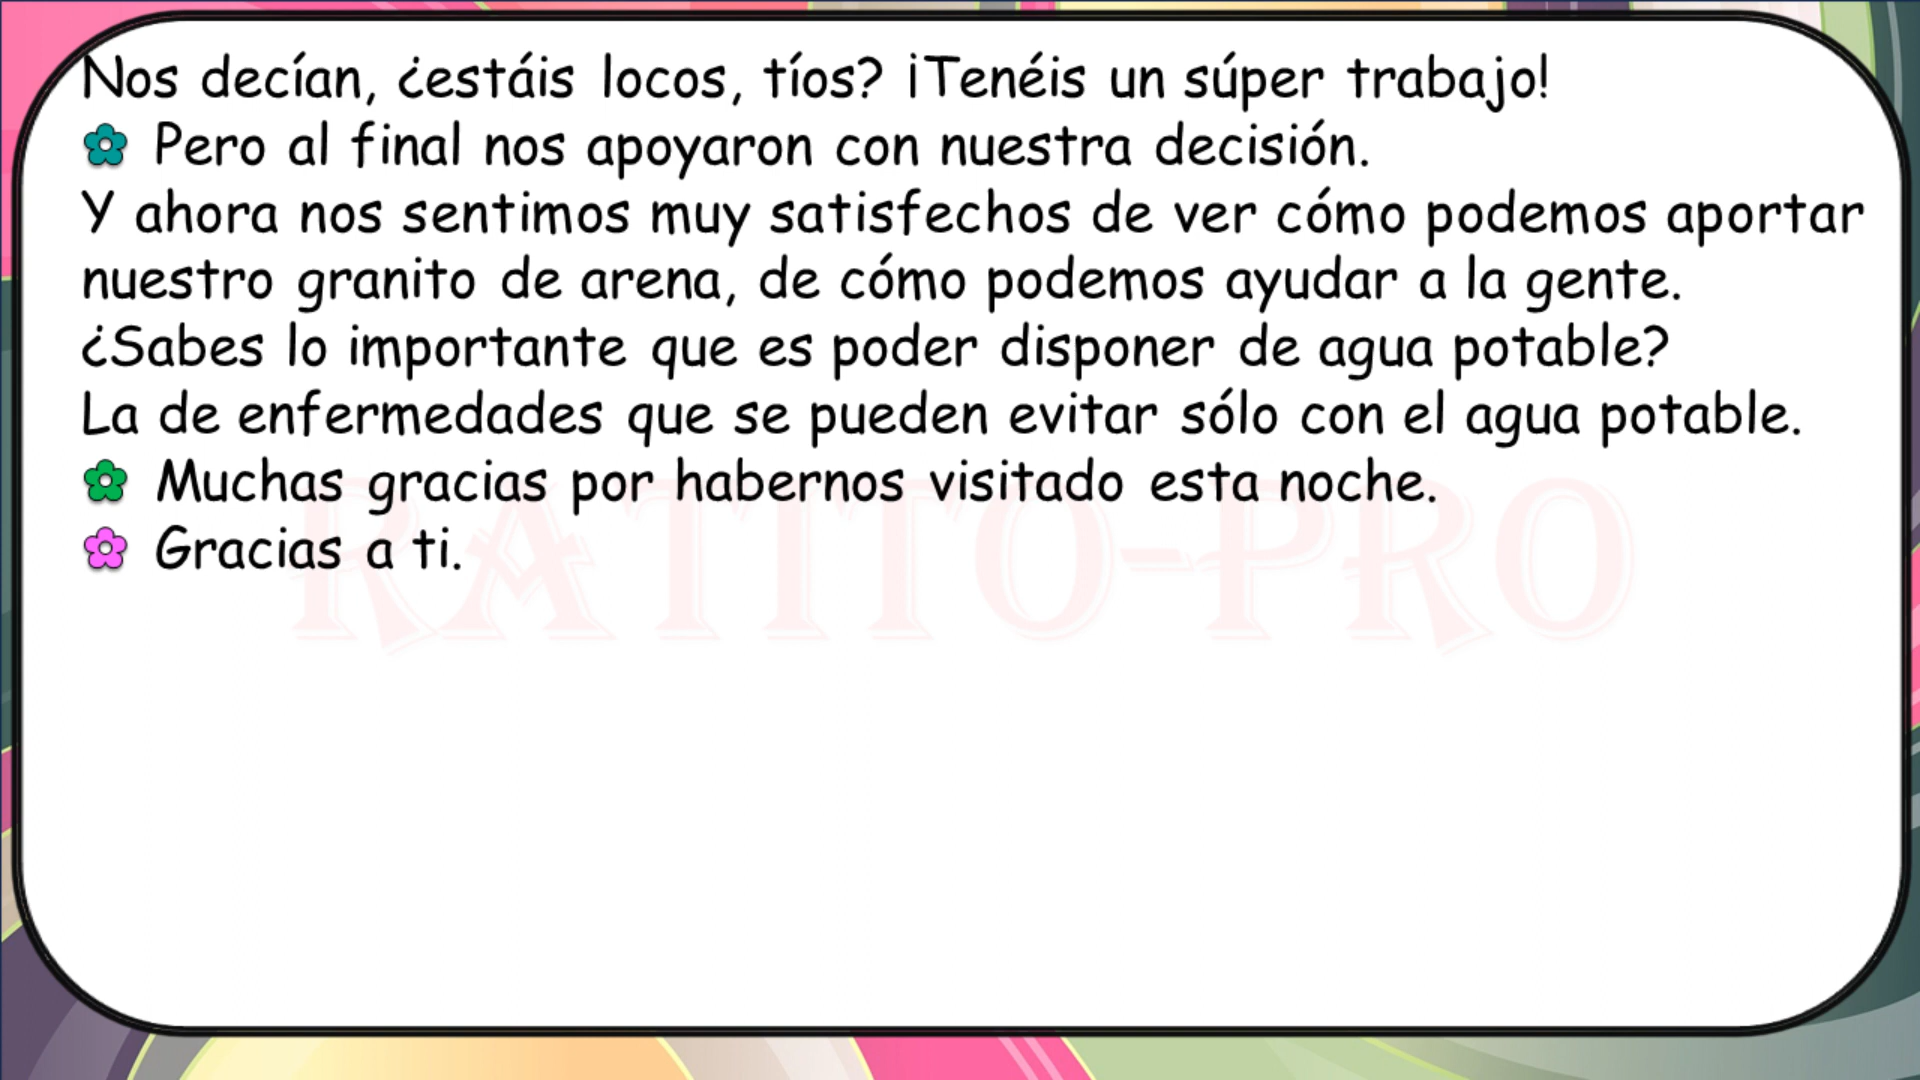 Nos decían, ¿estáis locos, tíos? ¡Tenéis un súper trabajo!
Pero al final nos apoyaron con nuestra decisión.
Y ahora nos sentimos muy satisfechos de ver cómo podemos aportar
nuestro granito de arena, de cómo podemos ayudar a la gente.
¿Sabes lo importante que es poder disponer de agua potable?
La de enfermedades que se pueden evitar sólo con el agua potable.
Muchas gracias por habernos visitado esta noche.
Gracias a ti.
RATITO-PRO